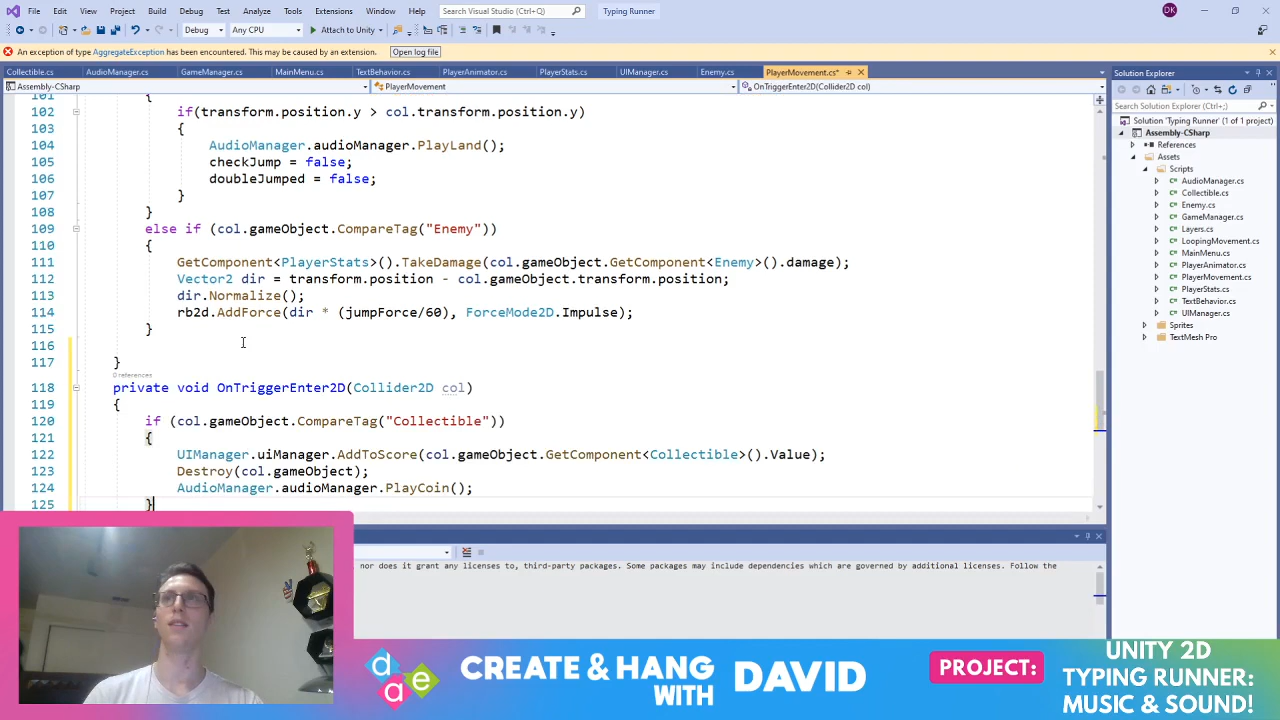 File Edit View Project Build Debug Test Analyze Tools Extensions Window Help Search Visual Studio (Ctrl+Q) Typing Runner DK
Debug Any CPU Attach to Unity
An exception of type AggregateException has been encountered. This may be caused by an extension. Open log file
Collectible.cs AudioManager.cs GameManager.cs MainMenu.cs TextBehavior.cs PlayerAnimator.cs PlayerStats.cs UIManager.cs Enemy.cs PlayerMovement.cs*
Assembly-CSharp PlayerMovement OnTriggerEnter2D(Collider2D col)
101 {
102 if(transform.position.y > col.transform.position.y)
103 {
104 AudioManager.audioManager.PlayLand();
105 checkJump = false;
106 doubleJumped = false;
107 }
108 }
109 else if (col.gameObject.CompareTag("Enemy"))
110 {
111 GetComponent<PlayerStats>().TakeDamage(col.gameObject.GetComponent<Enemy>().damage);
112 Vector2 dir = transform.position - col.gameObject.transform.position;
113 dir.Normalize();
114 rb2d.AddForce(dir * (jumpForce/60), ForceMode2D.Impulse);
115 }
116
117 }
0 references
118 private void OnTriggerEnter2D(Collider2D col)
119 {
120 if (col.gameObject.CompareTag("Collectible"))
121 {
122 UIManager.uiManager.AddToScore(col.gameObject.GetComponent<Collectible>().Value);
123 Destroy(col.gameObject);
124 AudioManager.audioManager.PlayCoin();
125 }
Solution Explorer
Search Solution Explorer (Ctrl+;)
Solution 'Typing Runner' (1 of 1 project)
Assembly-CSharp
References
Assets
Scripts
AudioManager.cs
Collectible.cs
Enemy.cs
GameManager.cs
Layers.cs
LoopingMovement.cs
MainMenu.cs
PlayerAnimator.cs
PlayerMovement.cs
PlayerStats.cs
TextBehavior.cs
UIManager.cs
Sprites
TextMesh Pro
nor does it grant any licenses to, third-party packages. Some packages may include dependencies which are governed by additional licenses. Follow the
dae
CREATE & HANG
WITH
DAVID
PROJECT:
UNITY 2D
TYPING RUNNER:
MUSIC & SOUND!